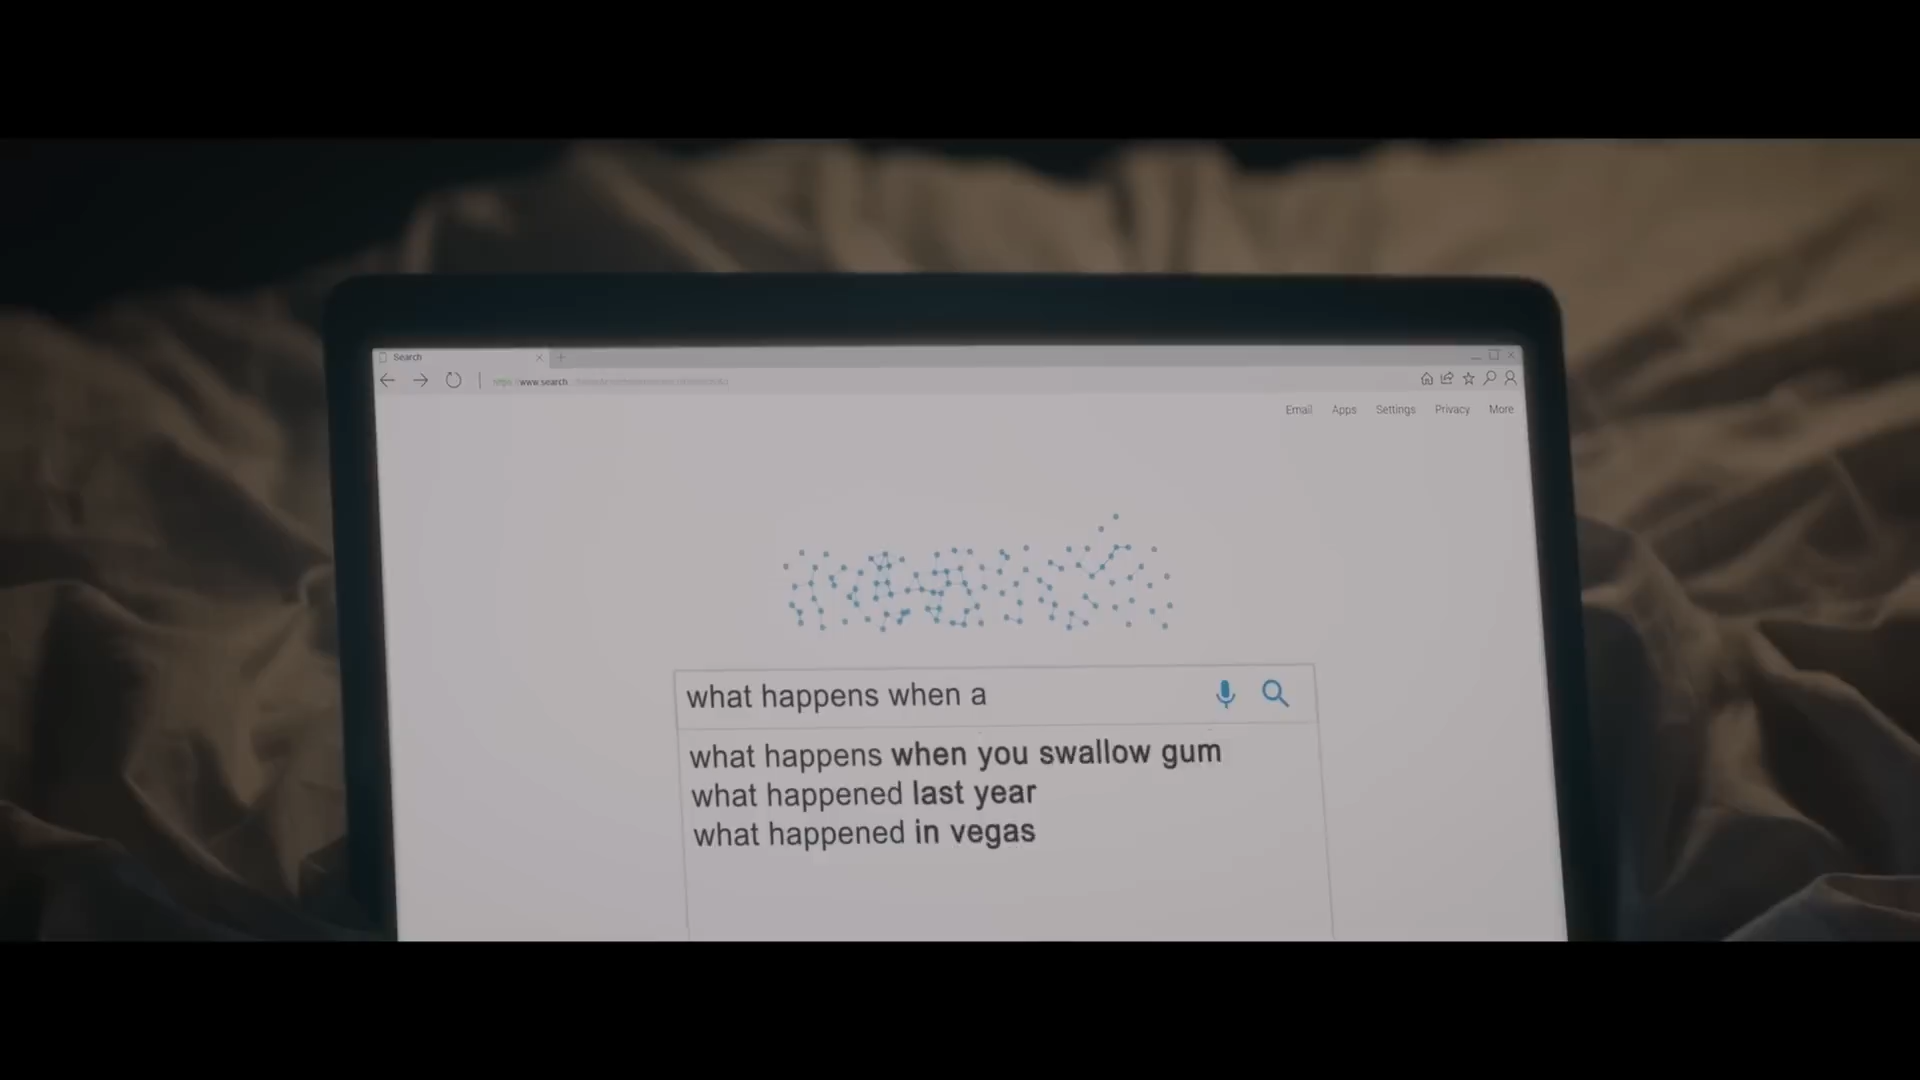 Search
www.search
Email Apps Settings Privacy More
what happens when a
what happens when you swallow gum
what happened last year
what happened in vegas